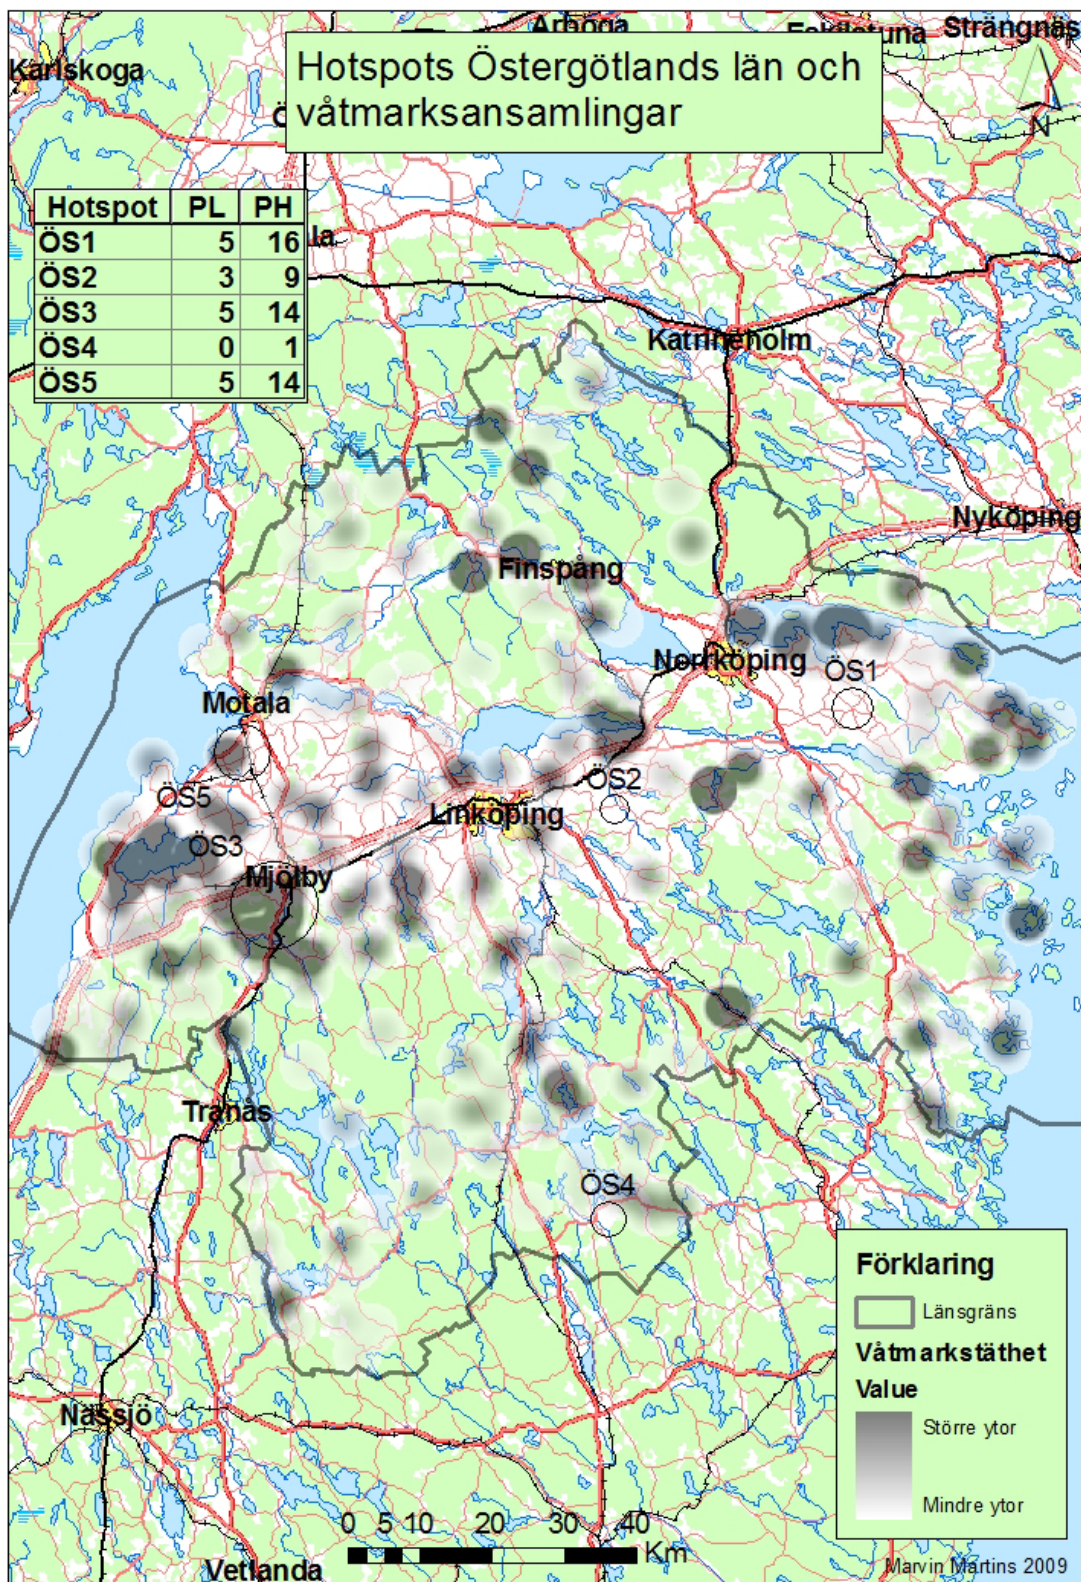 Arboga
Strängnäs
Karlskoga
Hotspots Östergötlands län och
våtmarksansamlingar
N
Hotspot PL PH
ÖS1 5 16
ÖS2 3 9
ÖS3 5 14
ÖS4 0 1
ÖS5 5 14
Katrineholm
Nyköping
Finspång
Norrköping
ÖS1
Motala
ÖS5
ÖS2
Linköping
ÖS3
Mjölby
Tranås
ÖS4
Nässjö
Vetlanda
Förklaring
Länsgräns
Våtmarkstäthet
Value
Större ytor
Mindre ytor
0 5 10 20 30 40
Km
Marvin Martins 2009